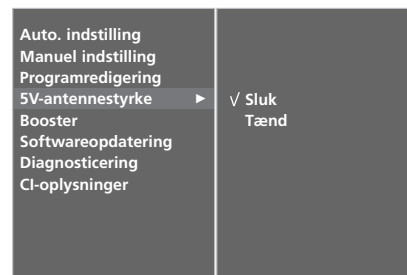 Auto. indstilling
Manuel indstilling
Programredigering
5V-antennestyrke ►
Booster
Softwareopdatering
Diagnosticering
CI-oplysninger
√ Sluk
Tænd